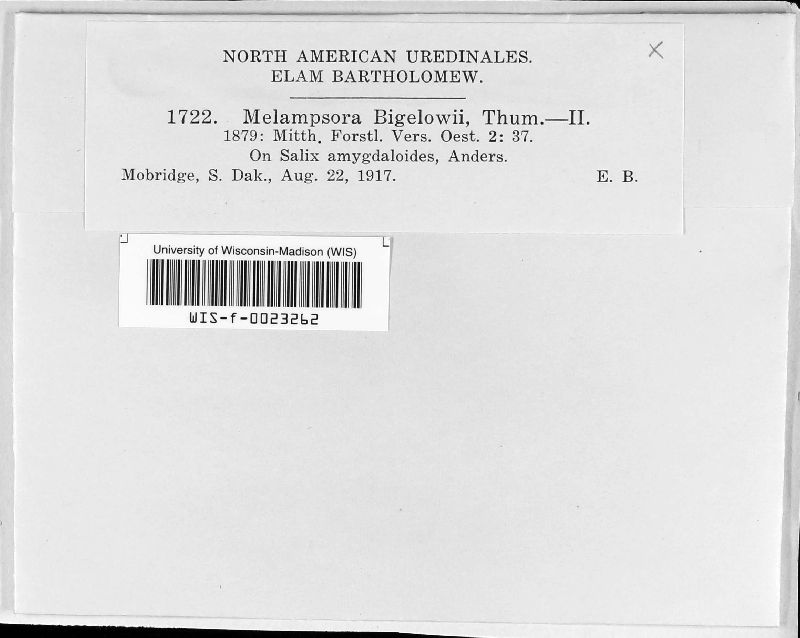 NORTH AMERICAN UREDINALES.
ELAM BARTHOLOMEW.
1722. Melampsora Bigelowii, Thum.—II.
1879: Mitth. Forstl. Vers. Oest. 2: 37.
On Salix amygdaloides, Anders.
Mobridge, S. Dak., Aug. 22, 1917. E. B.
University of Wisconsin-Madison (WIS)
WIS-f-0023262